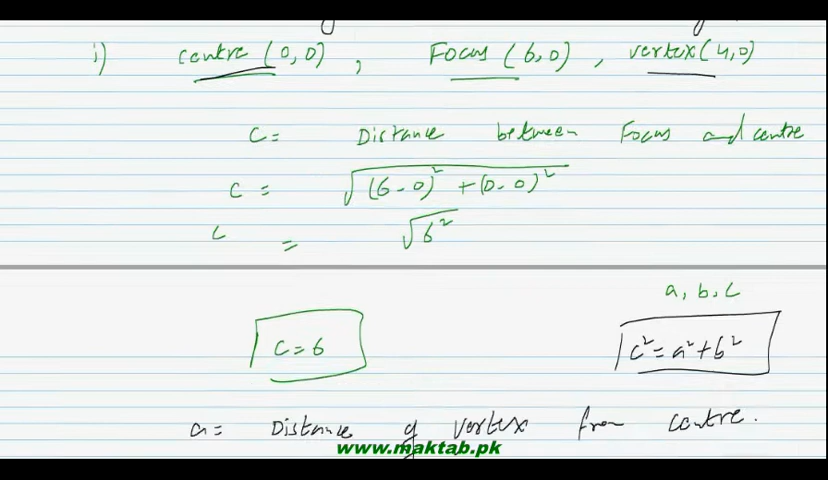 i) centre (0,0), Focus (6,0), vertex (4,0)
c = Distance between Focus and centre
c = √((6-0)² + (0-0)²)
c = √6²
a, b, c
c = 6
c² = a² + b²
a = Distance of vertex from centre.
www.maktab.pk